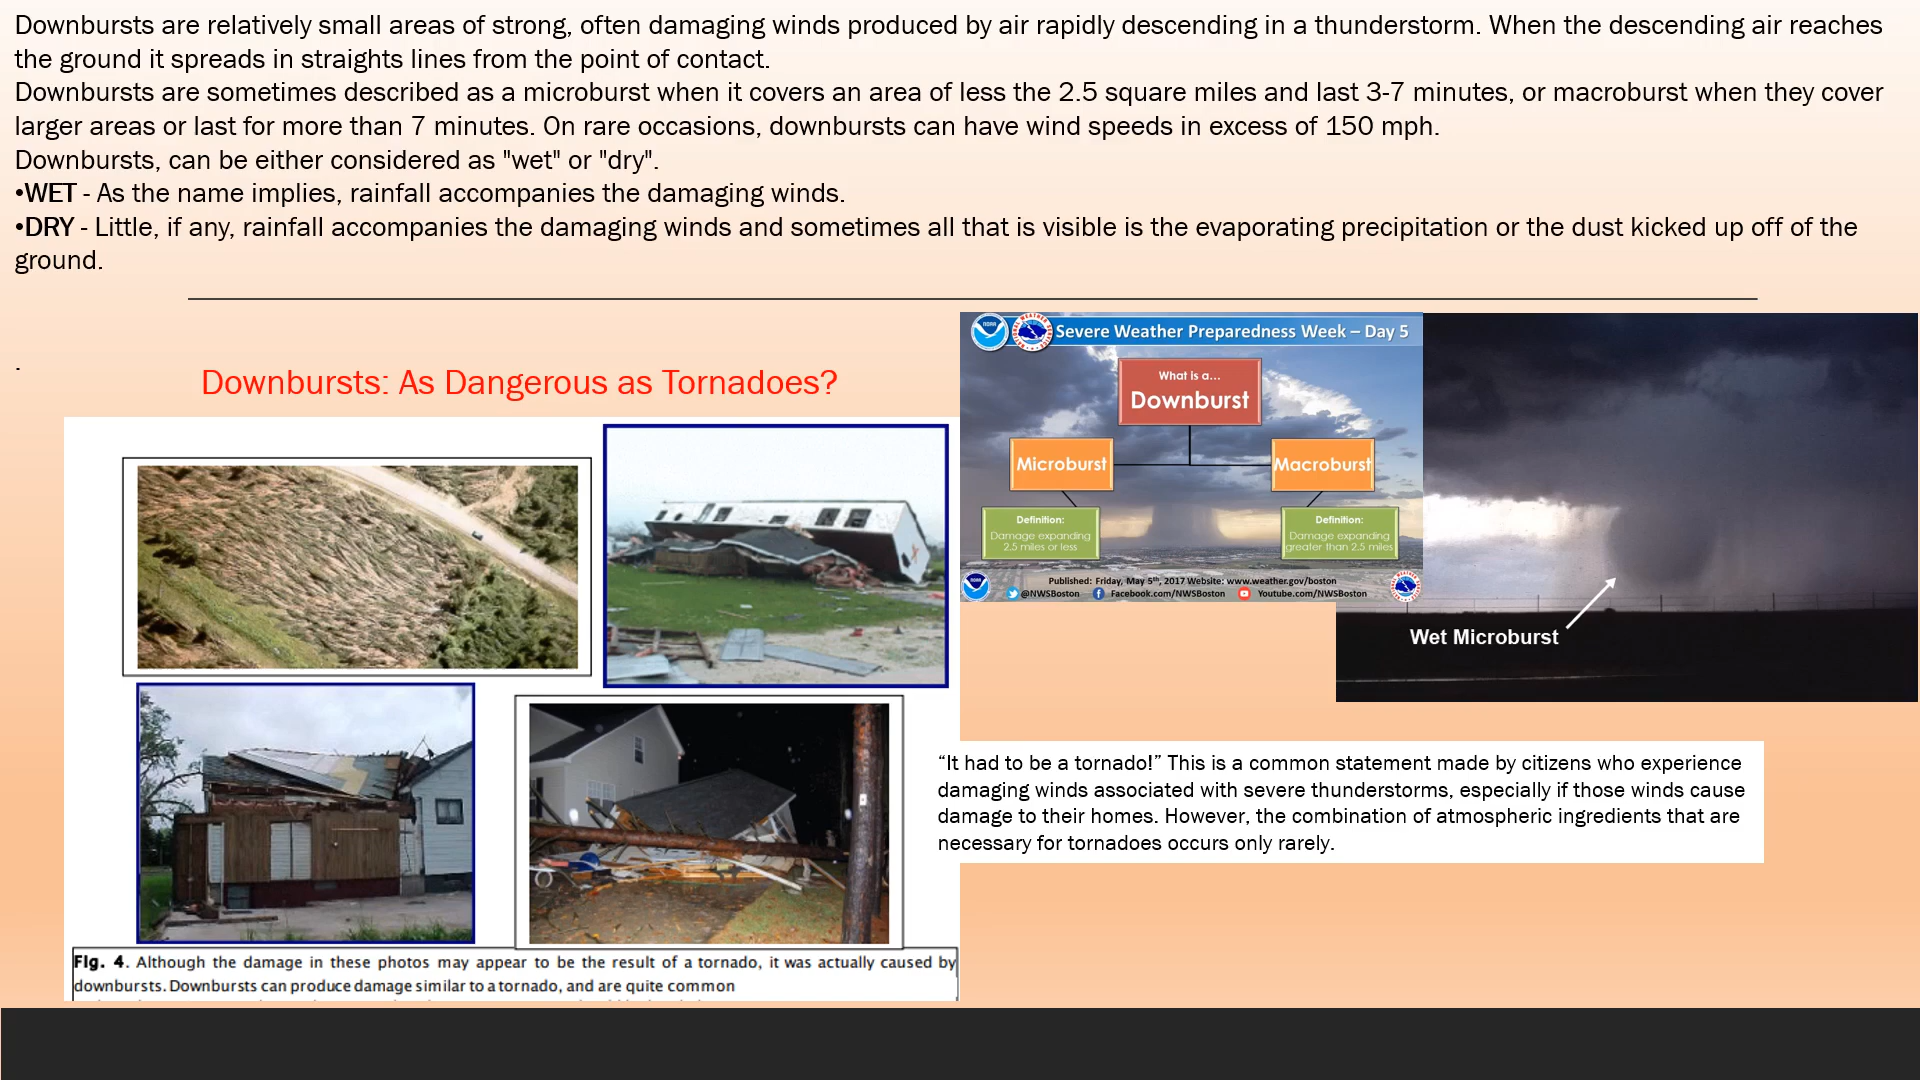 Downbursts are relatively small areas of strong, often damaging winds produced by air rapidly descending in a thunderstorm. When the descending air reaches
the ground it spreads in straights lines from the point of contact.
Downbursts are sometimes described as a microburst when it covers an area of less the 2.5 square miles and last 3-7 minutes, or macroburst when they cover
larger areas or last for more than 7 minutes. On rare occasions, downbursts can have wind speeds in excess of 150 mph.
Downbursts, can be either considered as "wet" or "dry".
•WET - As the name implies, rainfall accompanies the damaging winds.
•DRY - Little, if any, rainfall accompanies the damaging winds and sometimes all that is visible is the evaporating precipitation or the dust kicked up off of the
ground.
.
Downbursts: As Dangerous as Tornadoes?
Fig. 4. Although the damage in these photos may appear to be the result of a tornado, it was actually caused by
downbursts. Downbursts can produce damage similar to a tornado, and are quite common
NOAA
Severe Weather Preparedness Week – Day 5
What is a...
Downburst
Microburst
Macroburst
Definition:
Damage expanding
2.5 miles or less
Definition:
Damage expanding
greater than 2.5 miles
Published: Friday, May 5th, 2017 Website: www.weather.gov/boston
@NWSBoston Facebook.com/NWSBoston Youtube.com/NWSBoston
Wet Microburst
“It had to be a tornado!” This is a common statement made by citizens who experience
damaging winds associated with severe thunderstorms, especially if those winds cause
damage to their homes. However, the combination of atmospheric ingredients that are
necessary for tornadoes occurs only rarely.